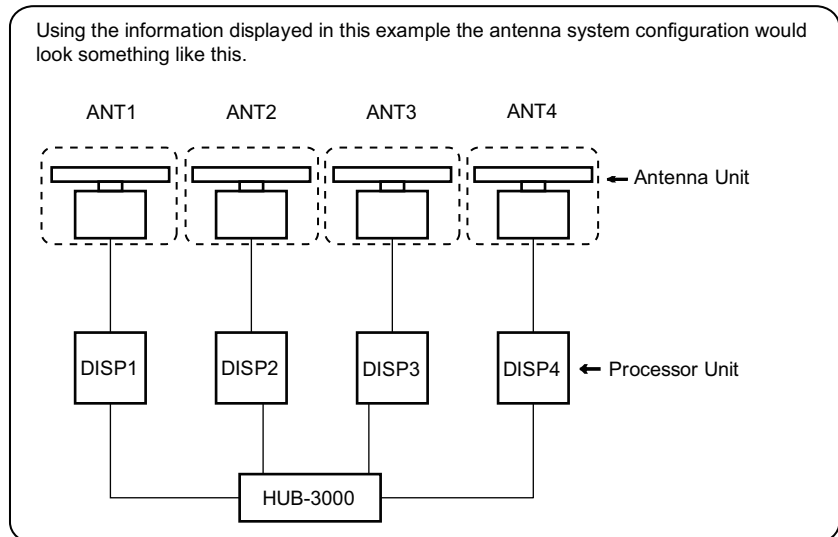 Using the information displayed in this example the antenna system configuration would
look something like this.
ANT1 ANT2 ANT3 ANT4
Antenna Unit
DISP1 DISP2 DISP3 DISP4 Processor Unit
HUB-3000